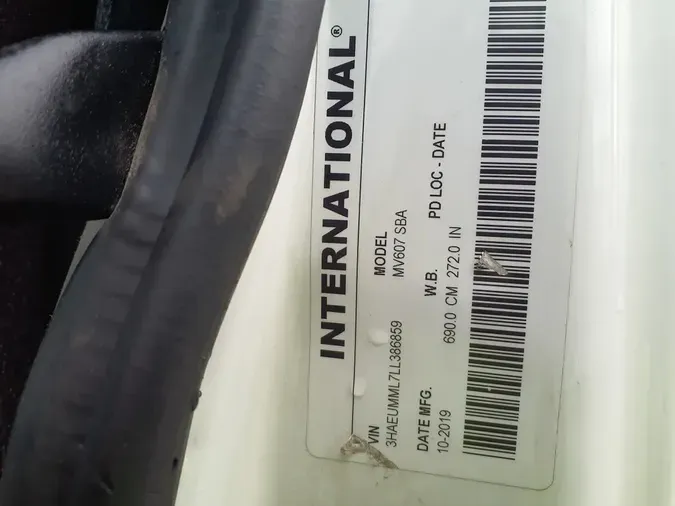 INTERNATIONAL®
VIN MODEL
3HAEUMML7LL386859 MV607 SBA
DATE MFG. W.B. PD LOC - DATE
10-2019 690.0 CM 272.0 IN